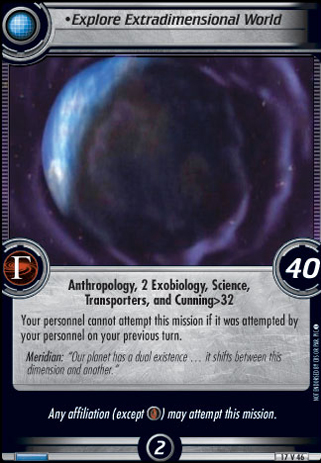 •Explore Extradimensional World
Γ
40
Anthropology, 2 Exobiology, Science,
Transporters, and Cunning>32
Your personnel cannot attempt this mission if it was attempted by
your personnel on your previous turn.
Meridian: “Our planet has a dual existence … it shifts between this
dimension and another.”
Any affiliation (except ) may attempt this mission.
2
17 V 46